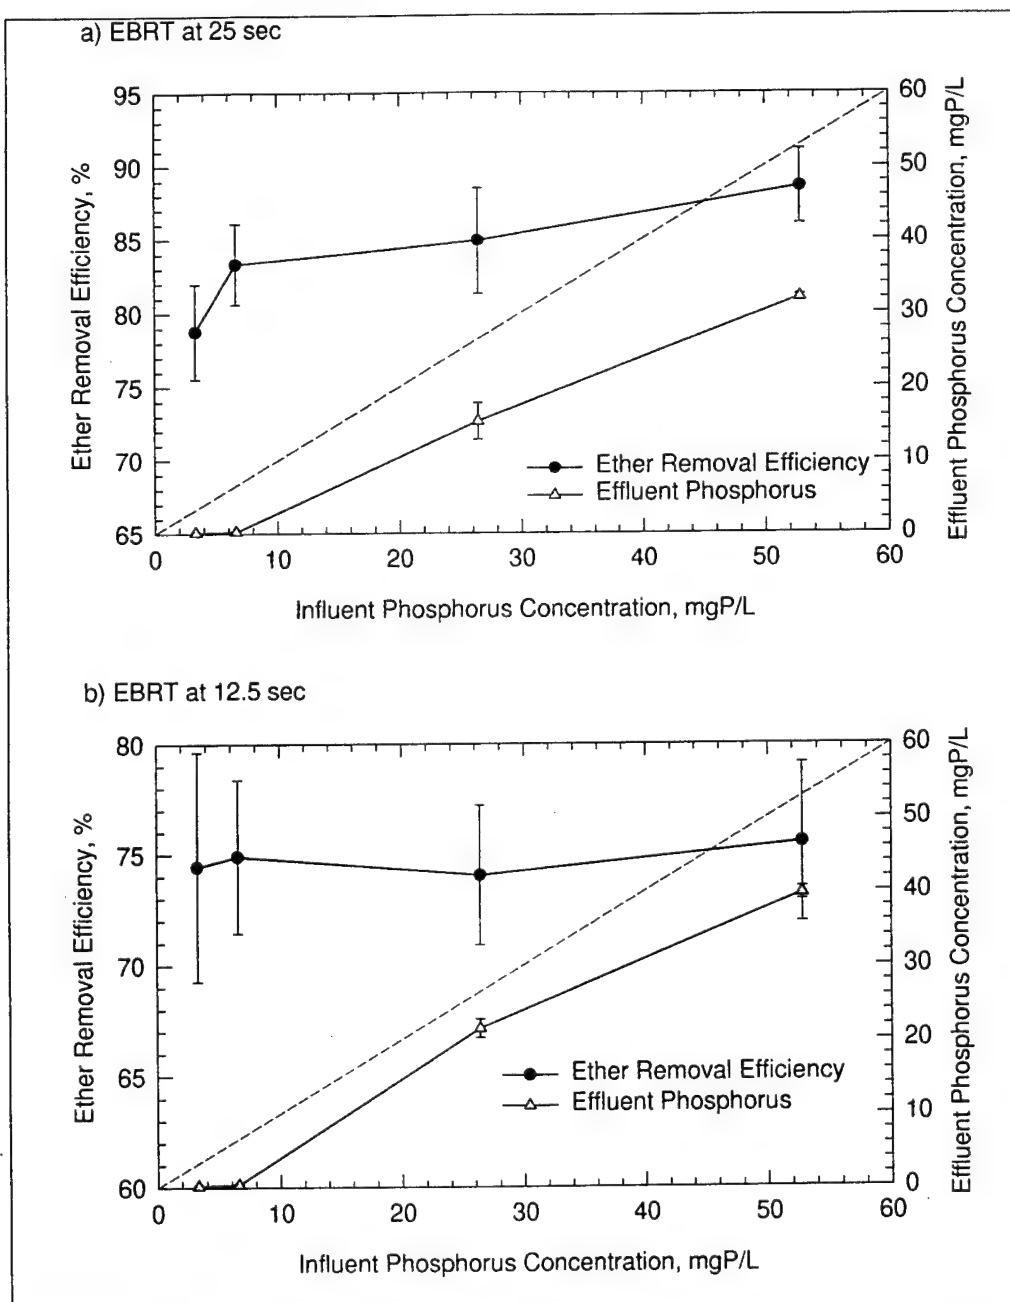 a) EBRT at 25 sec
95
90
85
80
75
70
65
Ether Removal Efficiency, %
60
50
40
30
20
10
0
Effluent Phosphorus Concentration, mgP/L
Ether Removal Efficiency
Effluent Phosphorus
0 10 20 30 40 50 60
Influent Phosphorus Concentration, mgP/L
b) EBRT at 12.5 sec
80
75
70
65
60
Ether Removal Efficiency, %
60
50
40
30
20
10
0
Effluent Phosphorus Concentration, mgP/L
Ether Removal Efficiency
Effluent Phosphorus
0 10 20 30 40 50 60
Influent Phosphorus Concentration, mgP/L